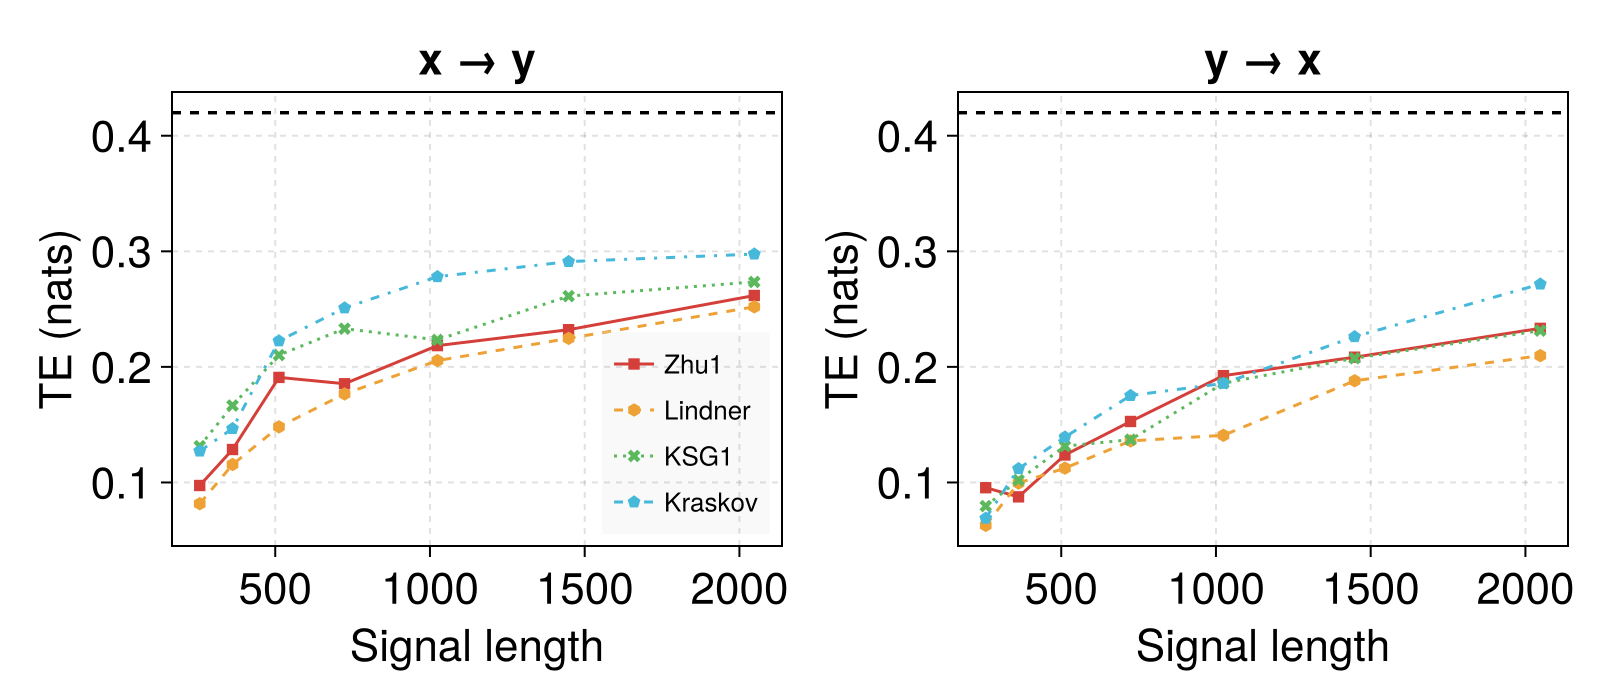 x → y
TE (nats)
0.4
0.3
0.2
0.1
Zhu1
Lindner
KSG1
Kraskov
500 1000 1500 2000
Signal length
y → x
TE (nats)
0.4
0.3
0.2
0.1
500 1000 1500 2000
Signal length